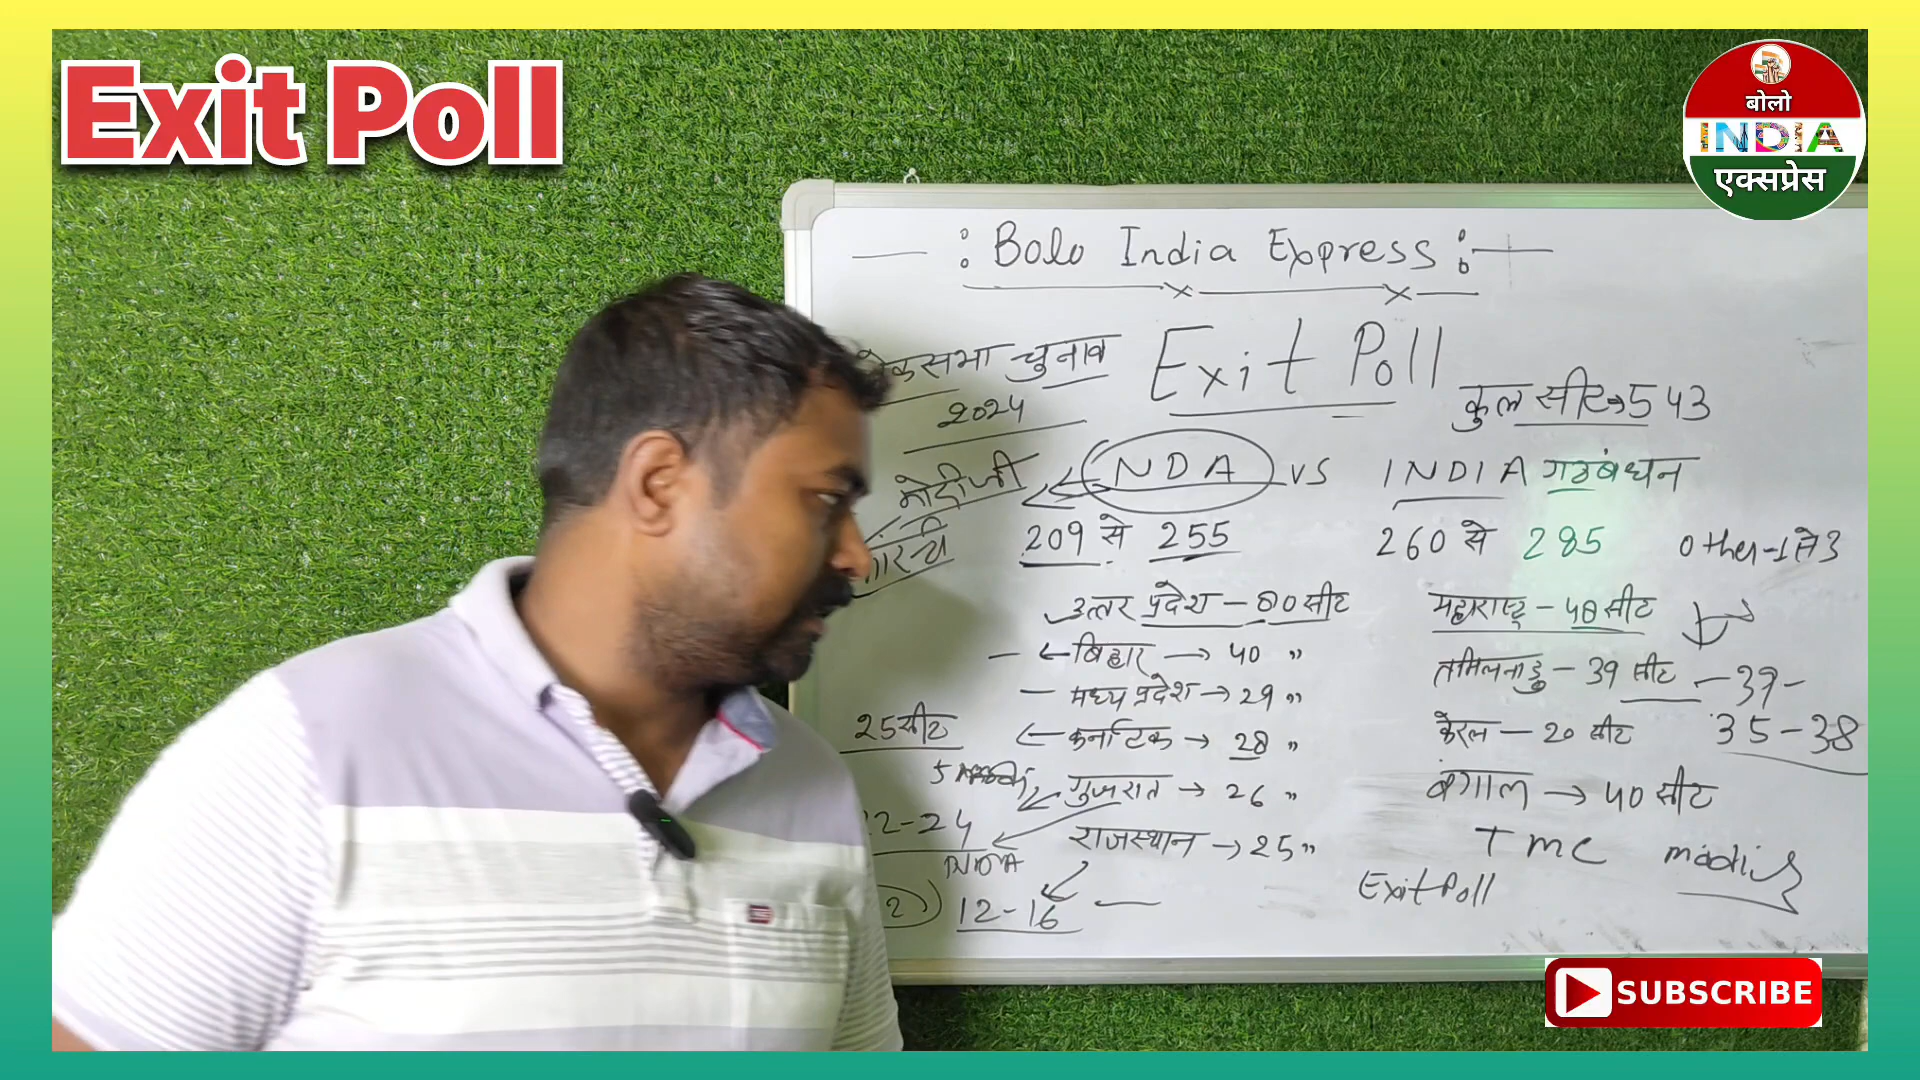 Exit Poll
बोलो
INDIA
एक्सप्रेस
: Bolo India Express :
लोकसभा चुनाव
2024
Exit Poll
कुल सीट→543
मोदीजी
NDA VS INDIA गठबंधन
209 से 255
260 से 285
other-1से3
उत्तर प्रदेश - 80 सीट
बिहार → 40 "
मध्य प्रदेश → 29 "
कर्नाटक → 28 "
गुजरात → 26 "
राजस्थान → 25 "
महाराष्ट्र - 48 सीट
तमिलनाडु - 39 सीट - 39 -
केरल - 20 सीट
35-38
बंगाल → 40 सीट
TMC modi
Exit Poll
25 सीट
5
22-24
INDIA
2
12-16
SUBSCRIBE